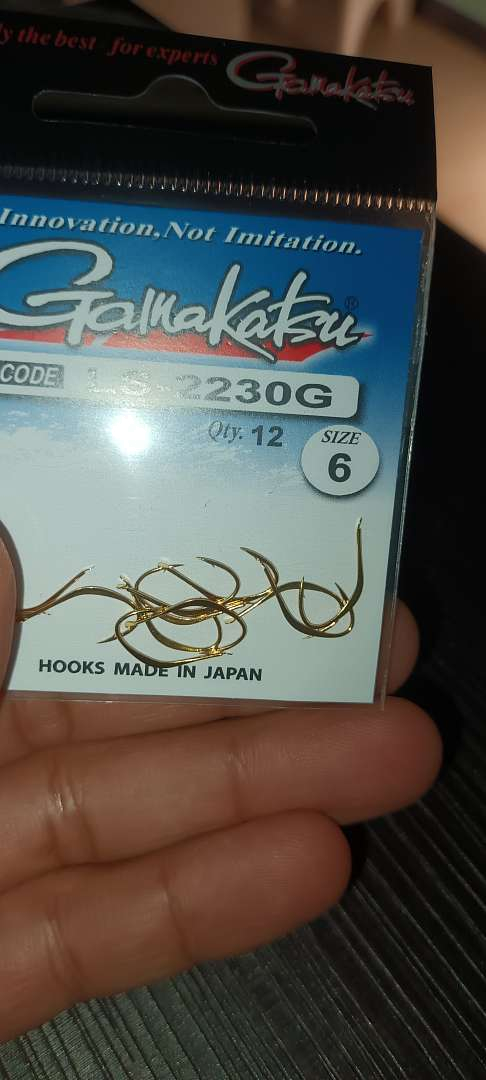 the best for experts Gamakatsu
Innovation, Not Imitation.
Gamakatsu®
CODE LS-2230G
Qty. 12
SIZE
6
HOOKS MADE IN JAPAN